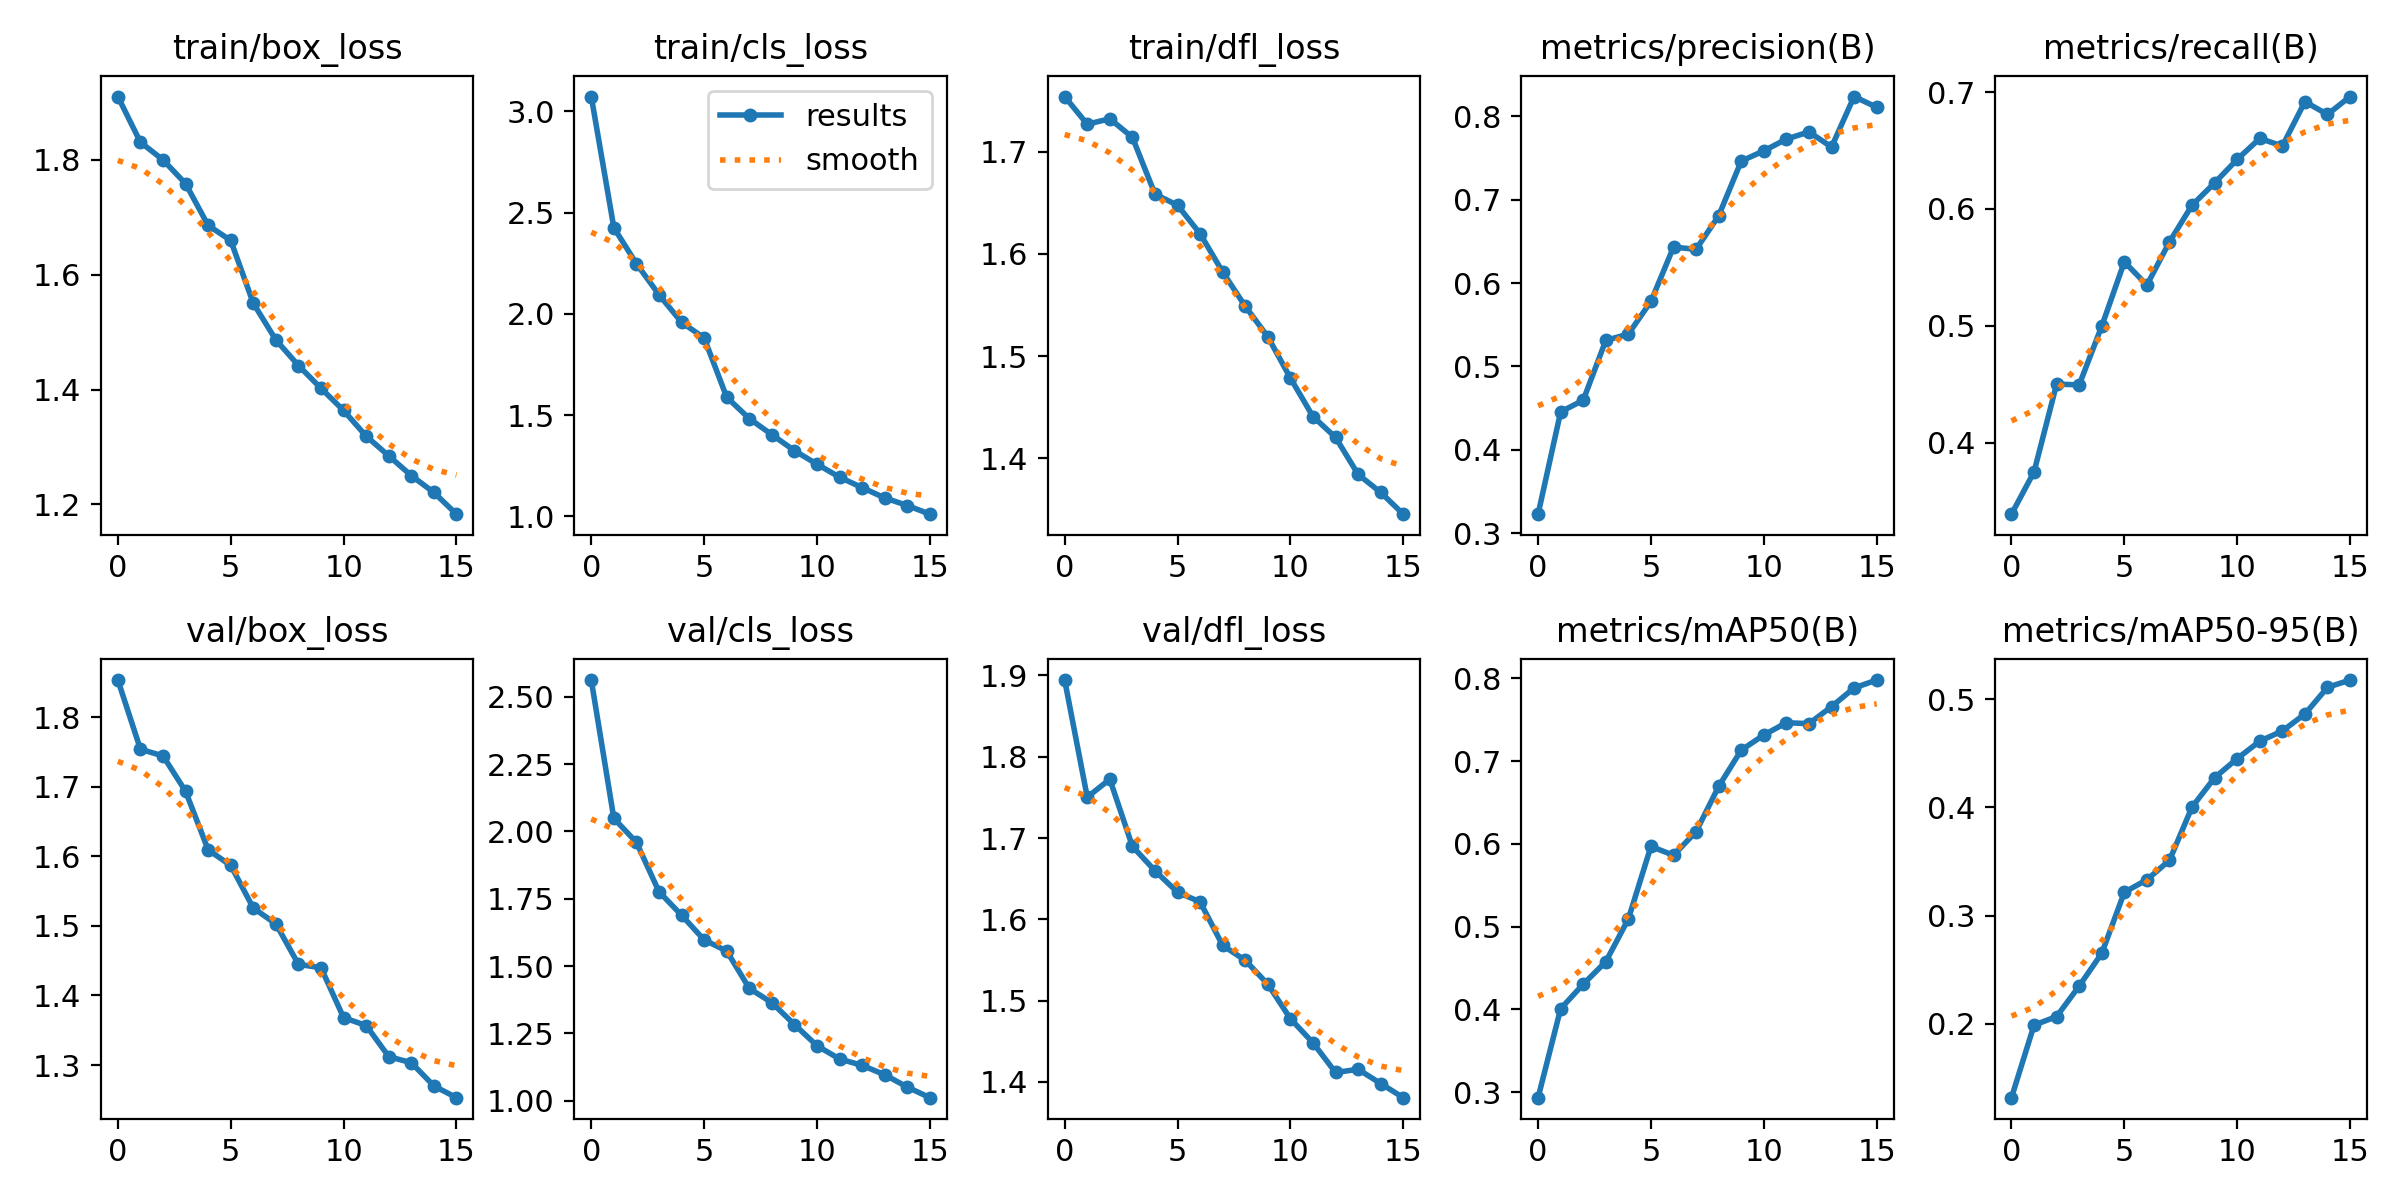 train/box_loss
train/cls_loss
train/dfl_loss
metrics/precision(B)
metrics/recall(B)
1.8
1.6
1.4
1.2
0 5 10 15
3.0
2.5
2.0
1.5
1.0
results
smooth
0 5 10 15
1.7
1.6
1.5
1.4
0 5 10 15
0.8
0.7
0.6
0.5
0.4
0.3
0 5 10 15
0.7
0.6
0.5
0.4
0 5 10 15
val/box_loss
val/cls_loss
val/dfl_loss
metrics/mAP50(B)
metrics/mAP50-95(B)
1.8
1.7
1.6
1.5
1.4
1.3
0 5 10 15
2.50
2.25
2.00
1.75
1.50
1.25
1.00
0 5 10 15
1.9
1.8
1.7
1.6
1.5
1.4
0 5 10 15
0.8
0.7
0.6
0.5
0.4
0.3
0 5 10 15
0.5
0.4
0.3
0.2
0 5 10 15